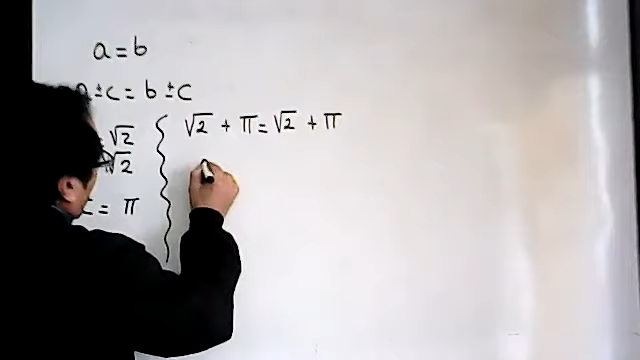 a = b
a ± c = b ± c
= √2
√2
c = π
√2 + π = √2 + π